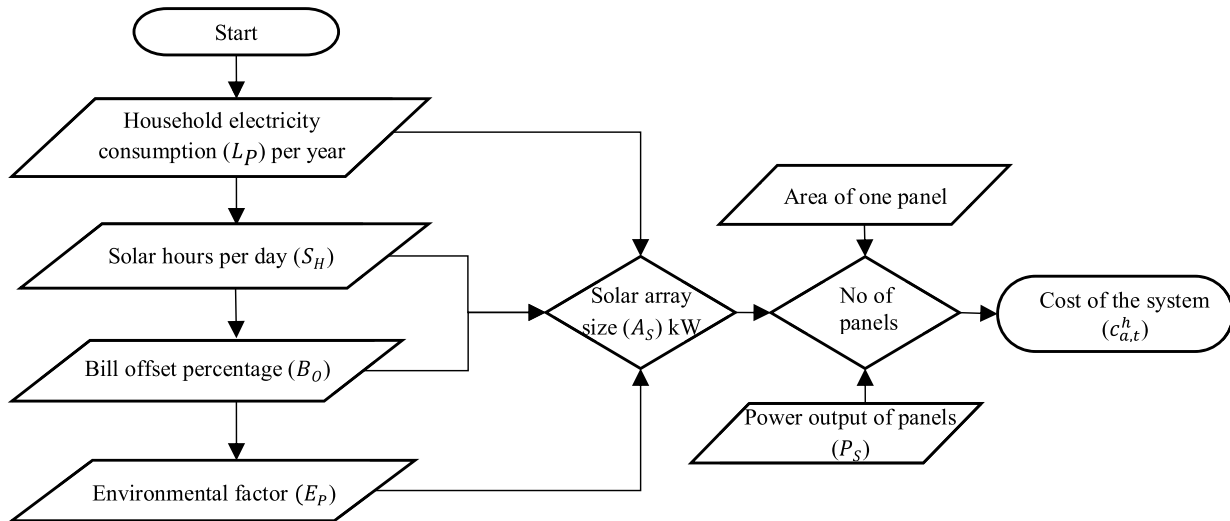 Start
Household electricity
consumption (L_P) per year
Solar hours per day (S_H)
Bill offset percentage (B_O)
Environmental factor (E_P)
Solar array
size (A_S) kW
Area of one panel
No of
panels
Power output of panels
(P_S)
Cost of the system
(c_{a,t}^h)